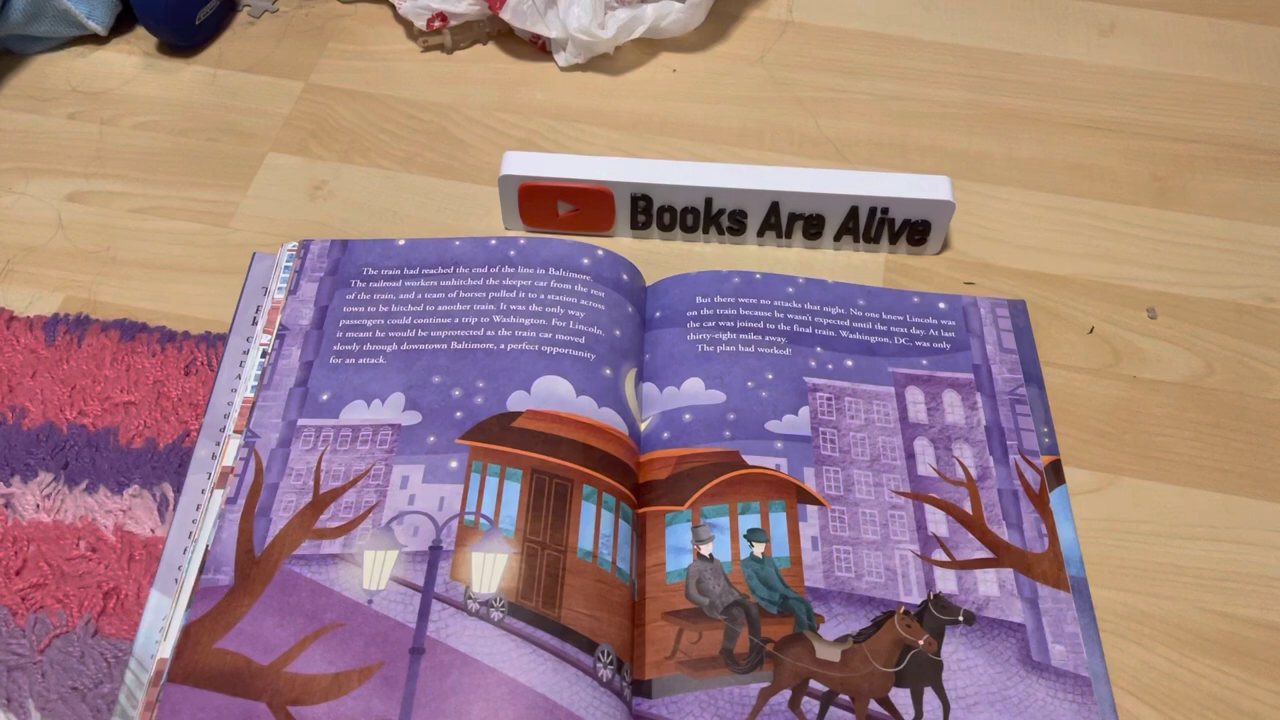 Books Are Alive
The train had reached the end of the line in Baltimore.
The railroad workers unhitched the sleeper car from the rest
of the train, and a team of horses pulled it to a station across
town to be hitched to another train. It was the only way
passengers could continue a trip to Washington. For Lincoln,
it meant he would be unprotected as the train car moved
slowly through downtown Baltimore, a perfect opportunity
for an attack.
But there were no attacks that night. No one knew Lincoln was
on the train because he wasn't expected until the next day. At last
the car was joined to the final train. Washington, DC, was only
thirty-eight miles away.
The plan had worked!